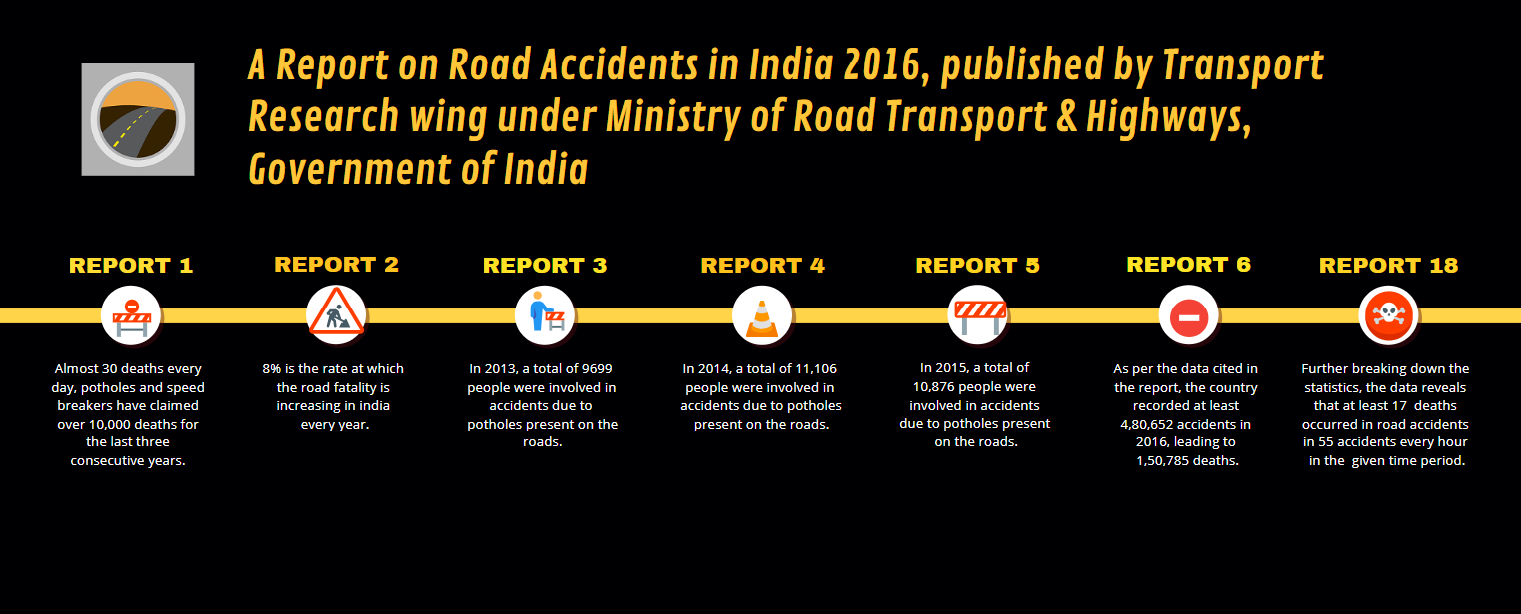 A Report on Road Accidents in India 2016, published by Transport
Research wing under Ministry of Road Transport & Highways,
Government of India
REPORT 1
Almost 30 deaths every
day, potholes and speed
breakers have claimed
over 10,000 deaths for
the last three
consecutive years.
REPORT 2
8% is the rate at which
the road fatality is
increasing in india
every year.
REPORT 3
In 2013, a total of 9699
people were involved in
accidents due to
potholes present on the
roads.
REPORT 4
In 2014, a total of 11,106
people were involved in
accidents due to potholes
present on the roads.
REPORT 5
In 2015, a total of
10,876 people were
involved in accidents
due to potholes present
on the roads.
REPORT 6
As per the data cited in
the report, the country
recorded at least
4,80,652 accidents in
2016, leading to
1,50,785 deaths.
REPORT 18
Further breaking down the
statistics, the data reveals
that at least 17 deaths
occurred in road accidents
in 55 accidents every hour
in the given time period.